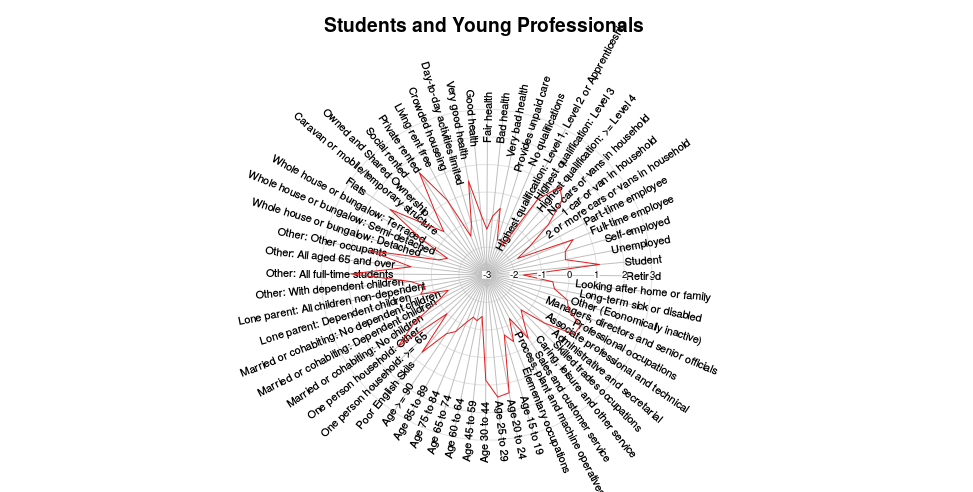 Students and Young Professionals
Fair health
Bad health
Very bad health
Provides unpaid care
No qualifications
Highest qualification: Level 1, Level 2 or Apprenticeship
Highest qualification: Level 3
Highest qualification: >= Level 4
No cars or vans in household
1 car or van in household
2 or more cars or vans in household
Part-time employee
Full-time employee
Self-employed
Unemployed
Student
Retired
Looking after home or family
Long-term sick or disabled
Other (Economically inactive)
Managers, directors and senior officials
Professional occupations
Associate professional and technical
Administrative and secretarial
Skilled trades occupations
Caring, leisure and other service
Sales and customer service
Process, plant and machine operatives
Elementary occupations
Age 15 to 19
Age 20 to 24
Age 25 to 29
Age 30 to 44
Age 45 to 59
Age 60 to 64
Age 65 to 74
Age 75 to 84
Age 85 to 89
Age >= 90
Poor English Skills
One person household: >= 65
One person household: Other
Married or cohabiting: No children
Married or cohabiting: Dependent children
Married or cohabiting: No dependent children
Lone parent: Dependent children
Lone parent: All children non-dependent
Other: With dependent children
Other: All full-time students
Other: All aged 65 and over
Other: Other occupants
Whole house or bungalow: Detached
Whole house or bungalow: Semi-detached
Whole house or bungalow: Terraced
Flats
Caravan or mobile/temporary structure
Owned and Shared Ownership
Social rented
Private rented
Living rent free
Crowded houseing
Day-to-day activities limited
Very good health
Good health
-3 -2 -1 0 1 2 3